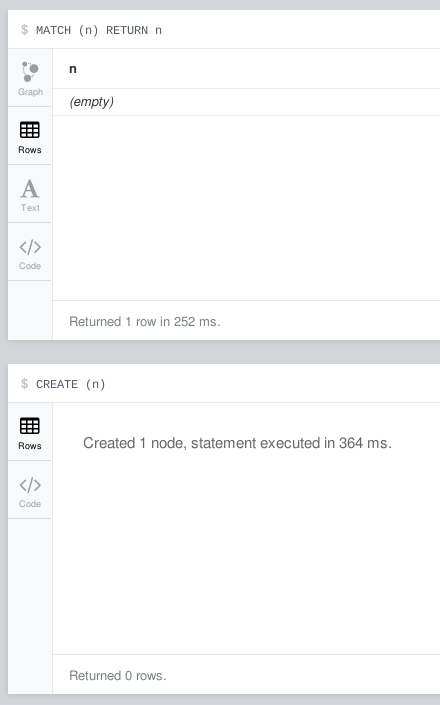 $ MATCH (n) RETURN n
n
Graph
(empty)
Rows
Text
Code
Returned 1 row in 252 ms.
$ CREATE (n)
Rows
Created 1 node, statement executed in 364 ms.
Code
Returned 0 rows.